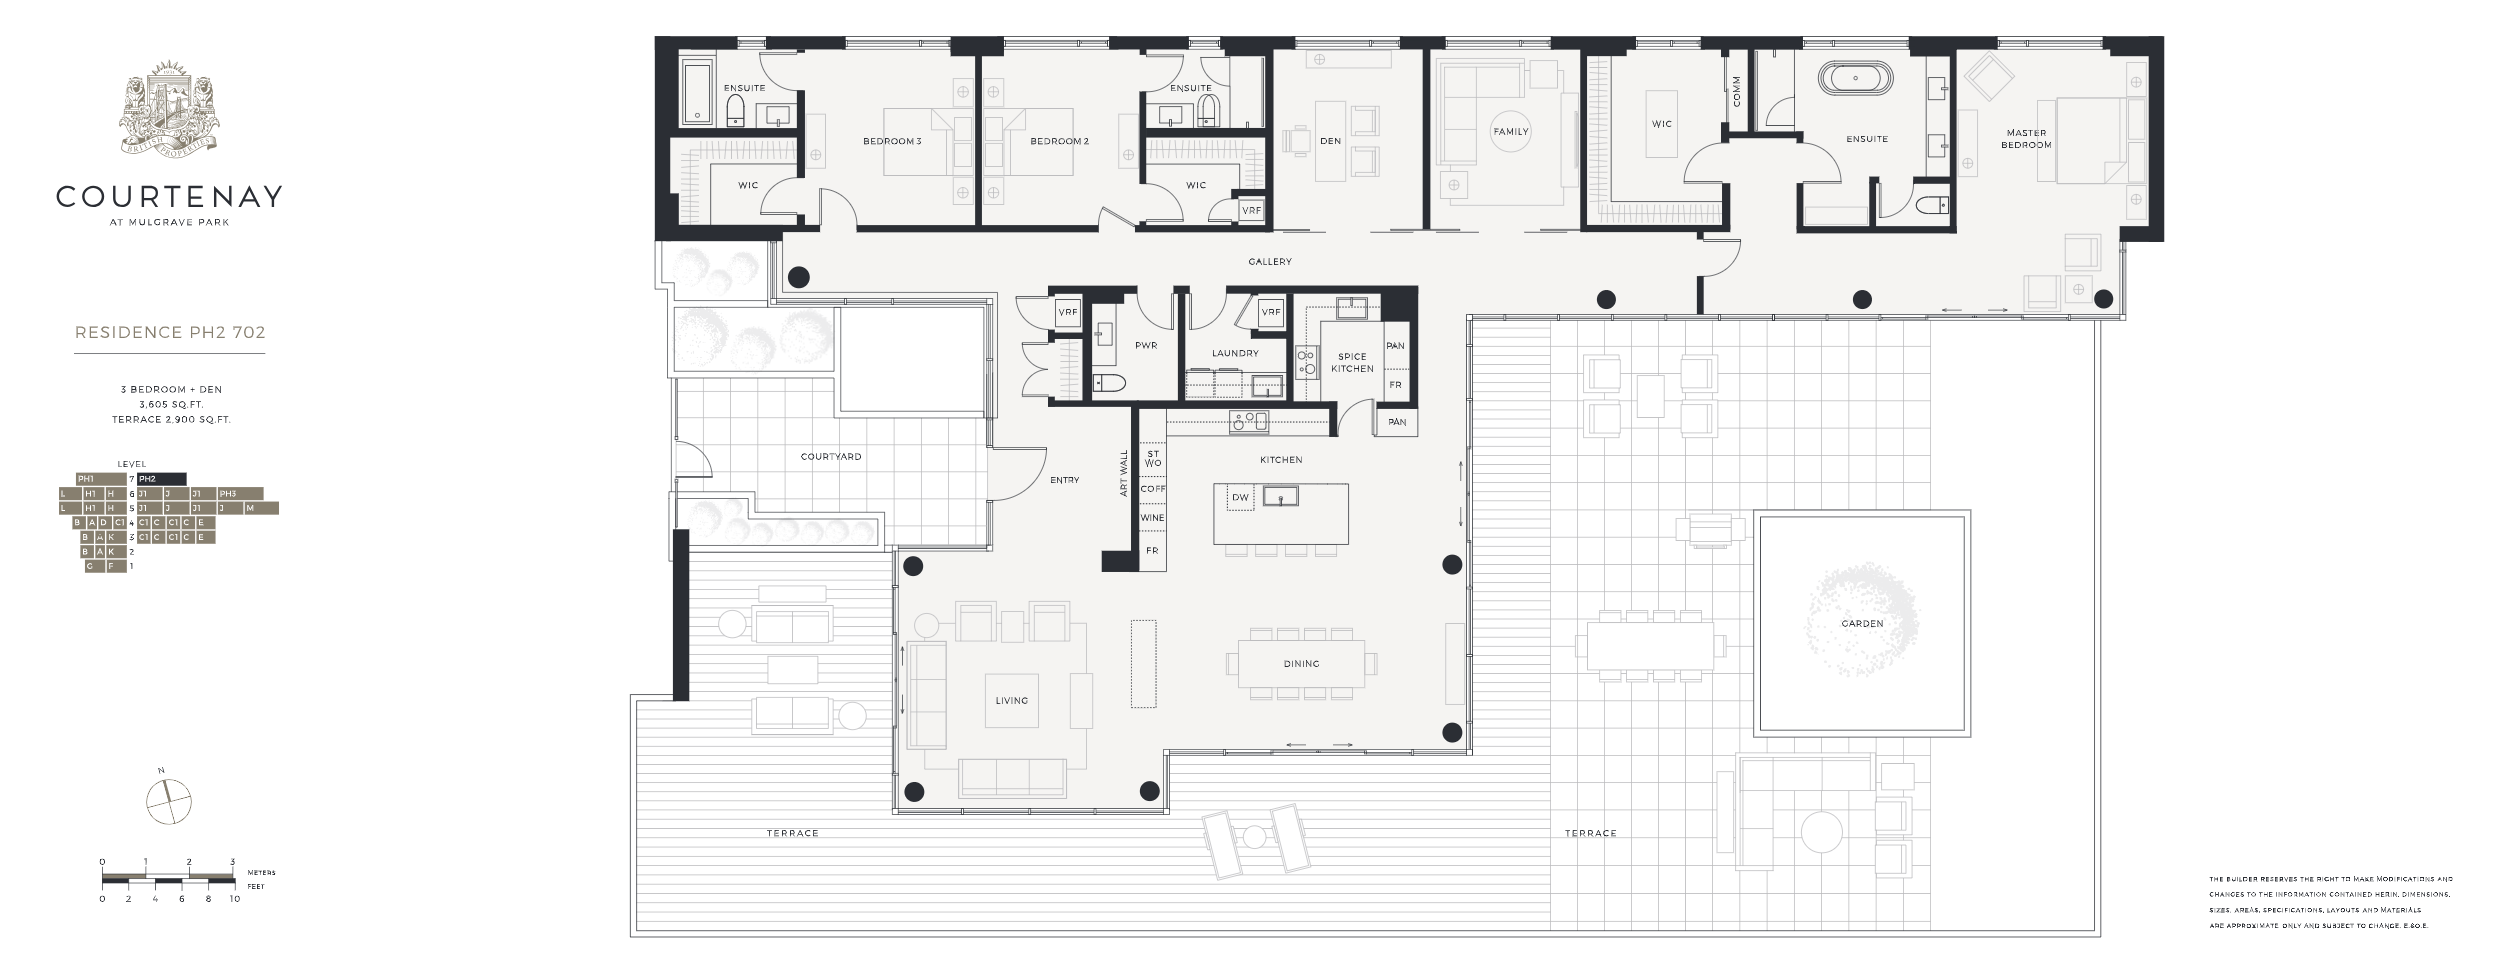 1931
BRITISH PROPERTIES
COURTENAY
AT MULGRAVE PARK
RESIDENCE PH2 702
3 BEDROOM + DEN
3,605 SQ.FT.
TERRACE 2,900 SQ.FT.
LEVEL
PH1 7 PH2
L H1 H 6 J1 J J1 PH3
L H1 H 5 J1 J J1 J M
B A D C1 4 C1 C C1 C E
B A K 3 C1 C C1 C E
B A K 2
G F 1
N
0 1 2 3
METERS
FEET
0 2 4 6 8 10
ENSUITE
WIC
BEDROOM 3
BEDROOM 2
ENSUITE
WIC
VRF
DEN
FAMILY
WIC
COMM
ENSUITE
MASTER
BEDROOM
GALLERY
VRF
PWR
LAUNDRY
VRF
SPICE
KITCHEN
PAN
FR
PAN
COURTYARD
ENTRY
ART WALL
ST
WO
COFF
WINE
FR
KITCHEN
DW
LIVING
DINING
GARDEN
TERRACE
TERRACE
THE BUILDER RESERVES THE RIGHT TO MAKE MODIFICATIONS AND
CHANGES TO THE INFORMATION CONTAINED HERIN. DIMENSIONS,
SIZES, AREAS, SPECIFICATIONS, LAYOUTS AND MATERIALS
ARE APPROXIMATE ONLY AND SUBJECT TO CHANGE. E.&O.E.